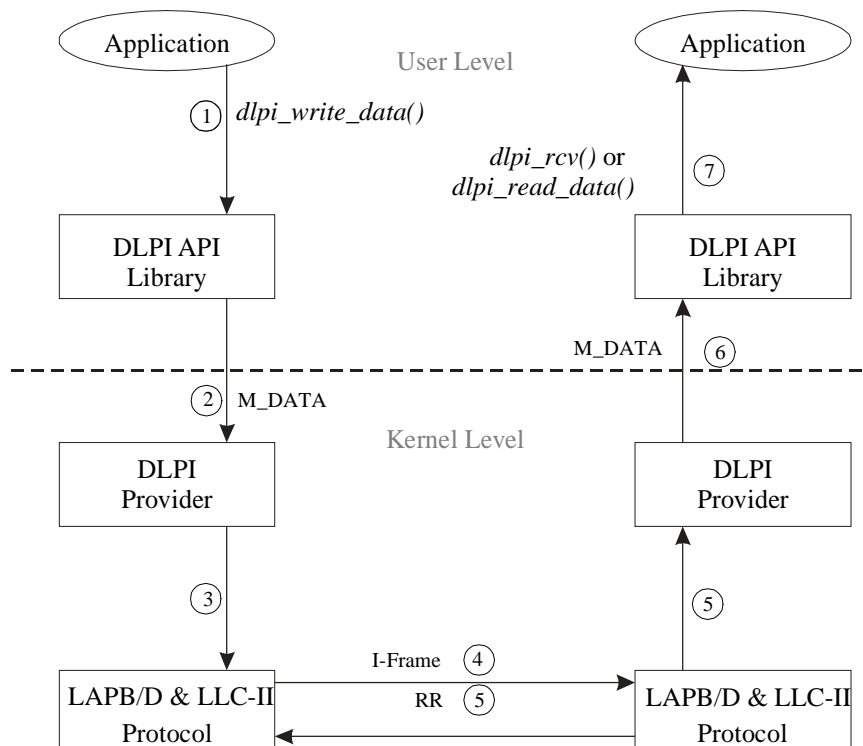 Application
Application
User Level
1
dlpi_write_data()
dlpi_rcv() or
dlpi_read_data()
7
DLPI API
Library
DLPI API
Library
M_DATA
6
2
M_DATA
Kernel Level
DLPI
Provider
DLPI
Provider
3
5
I-Frame
4
RR
5
LAPB/D & LLC-II
Protocol
LAPB/D & LLC-II
Protocol